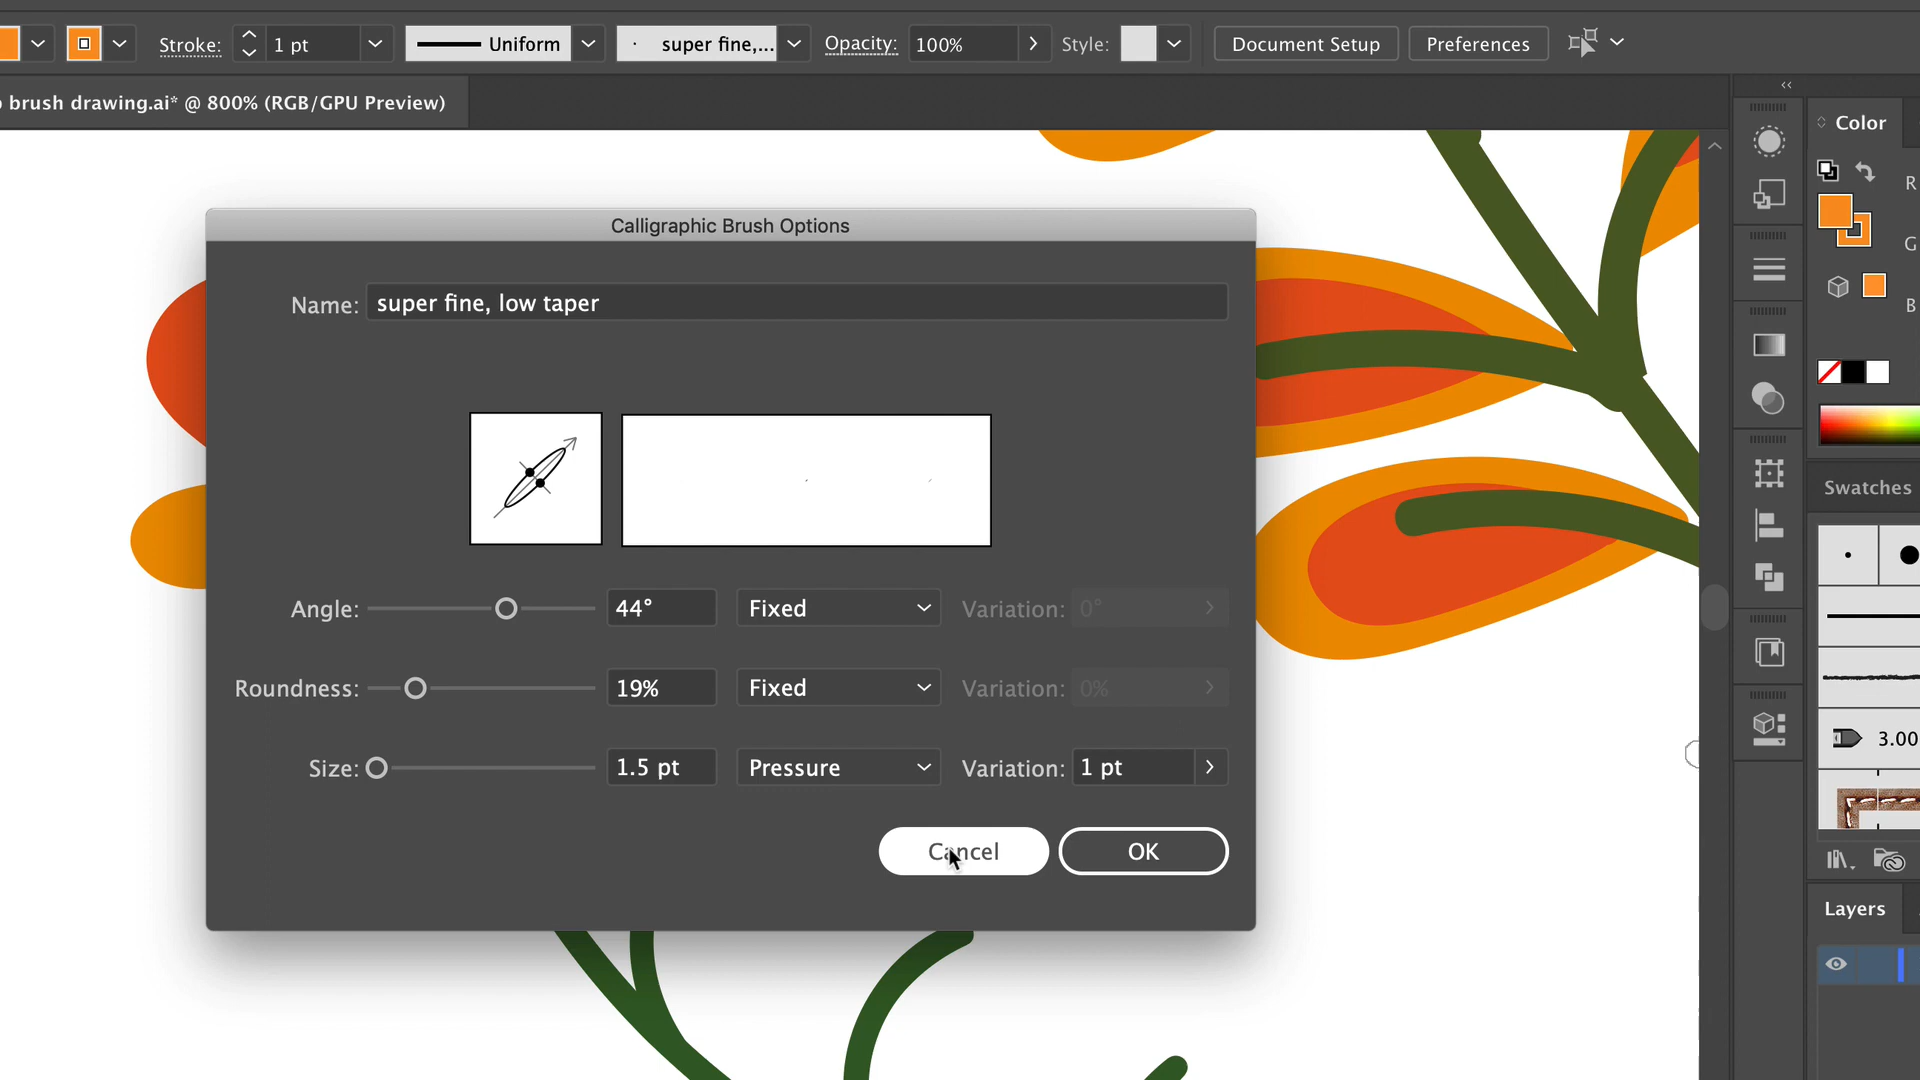 Stroke: 1 pt Uniform super fine,... Opacity: 100% Style: Document Setup Preferences
brush drawing.ai* @ 800% (RGB/GPU Preview)
Color
R
G
B
Calligraphic Brush Options
Name: super fine, low taper
Angle: 44° Fixed Variation: 0°
Roundness: 19% Fixed Variation: 0%
Size: 1.5 pt Pressure Variation: 1 pt
Cancel OK
Swatches
3.00
Layers